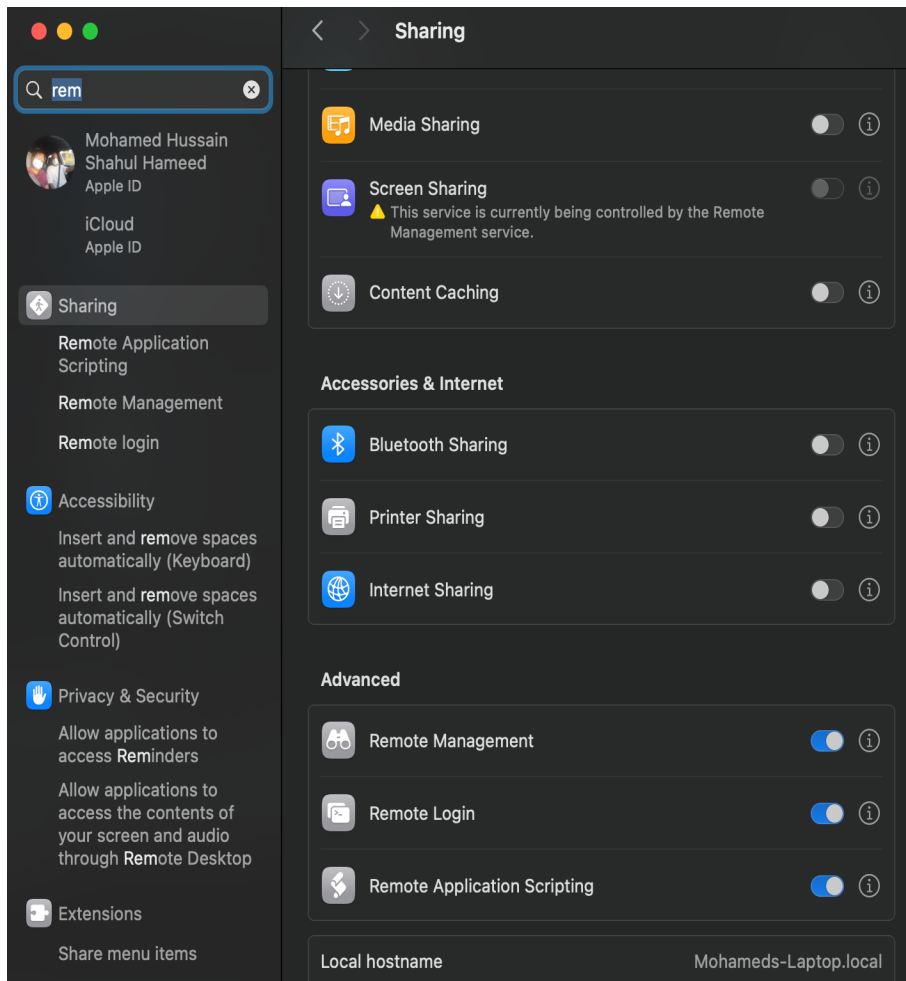 rem
Mohamed Hussain
Shahul Hameed
Apple ID
iCloud
Apple ID
Sharing
Remote Application
Scripting
Remote Management
Remote login
Accessibility
Insert and remove spaces
automatically (Keyboard)
Insert and remove spaces
automatically (Switch
Control)
Privacy & Security
Allow applications to
access Reminders
Allow applications to
access the contents of
your screen and audio
through Remote Desktop
Extensions
Share menu items
Sharing
Media Sharing
Screen Sharing
This service is currently being controlled by the Remote
Management service.
Content Caching
Accessories & Internet
Bluetooth Sharing
Printer Sharing
Internet Sharing
Advanced
Remote Management
Remote Login
Remote Application Scripting
Local hostname
Mohameds-Laptop.local